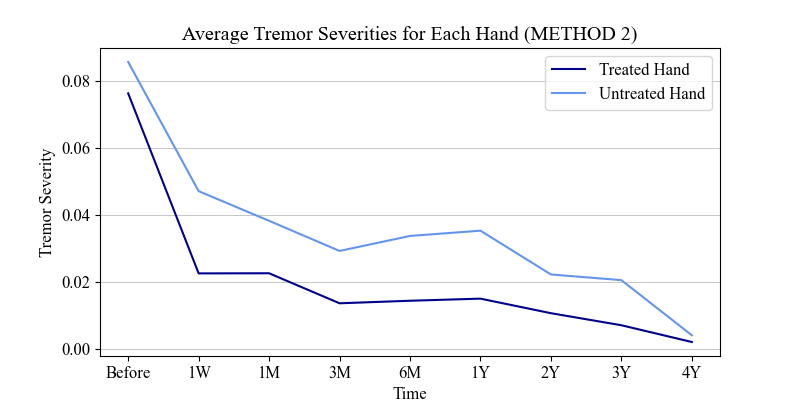 Average Tremor Severities for Each Hand (METHOD 2)
Treated Hand
Untreated Hand
Tremor Severity
0.08
0.06
0.04
0.02
0.00
Before 1W 1M 3M 6M 1Y 2Y 3Y 4Y
Time